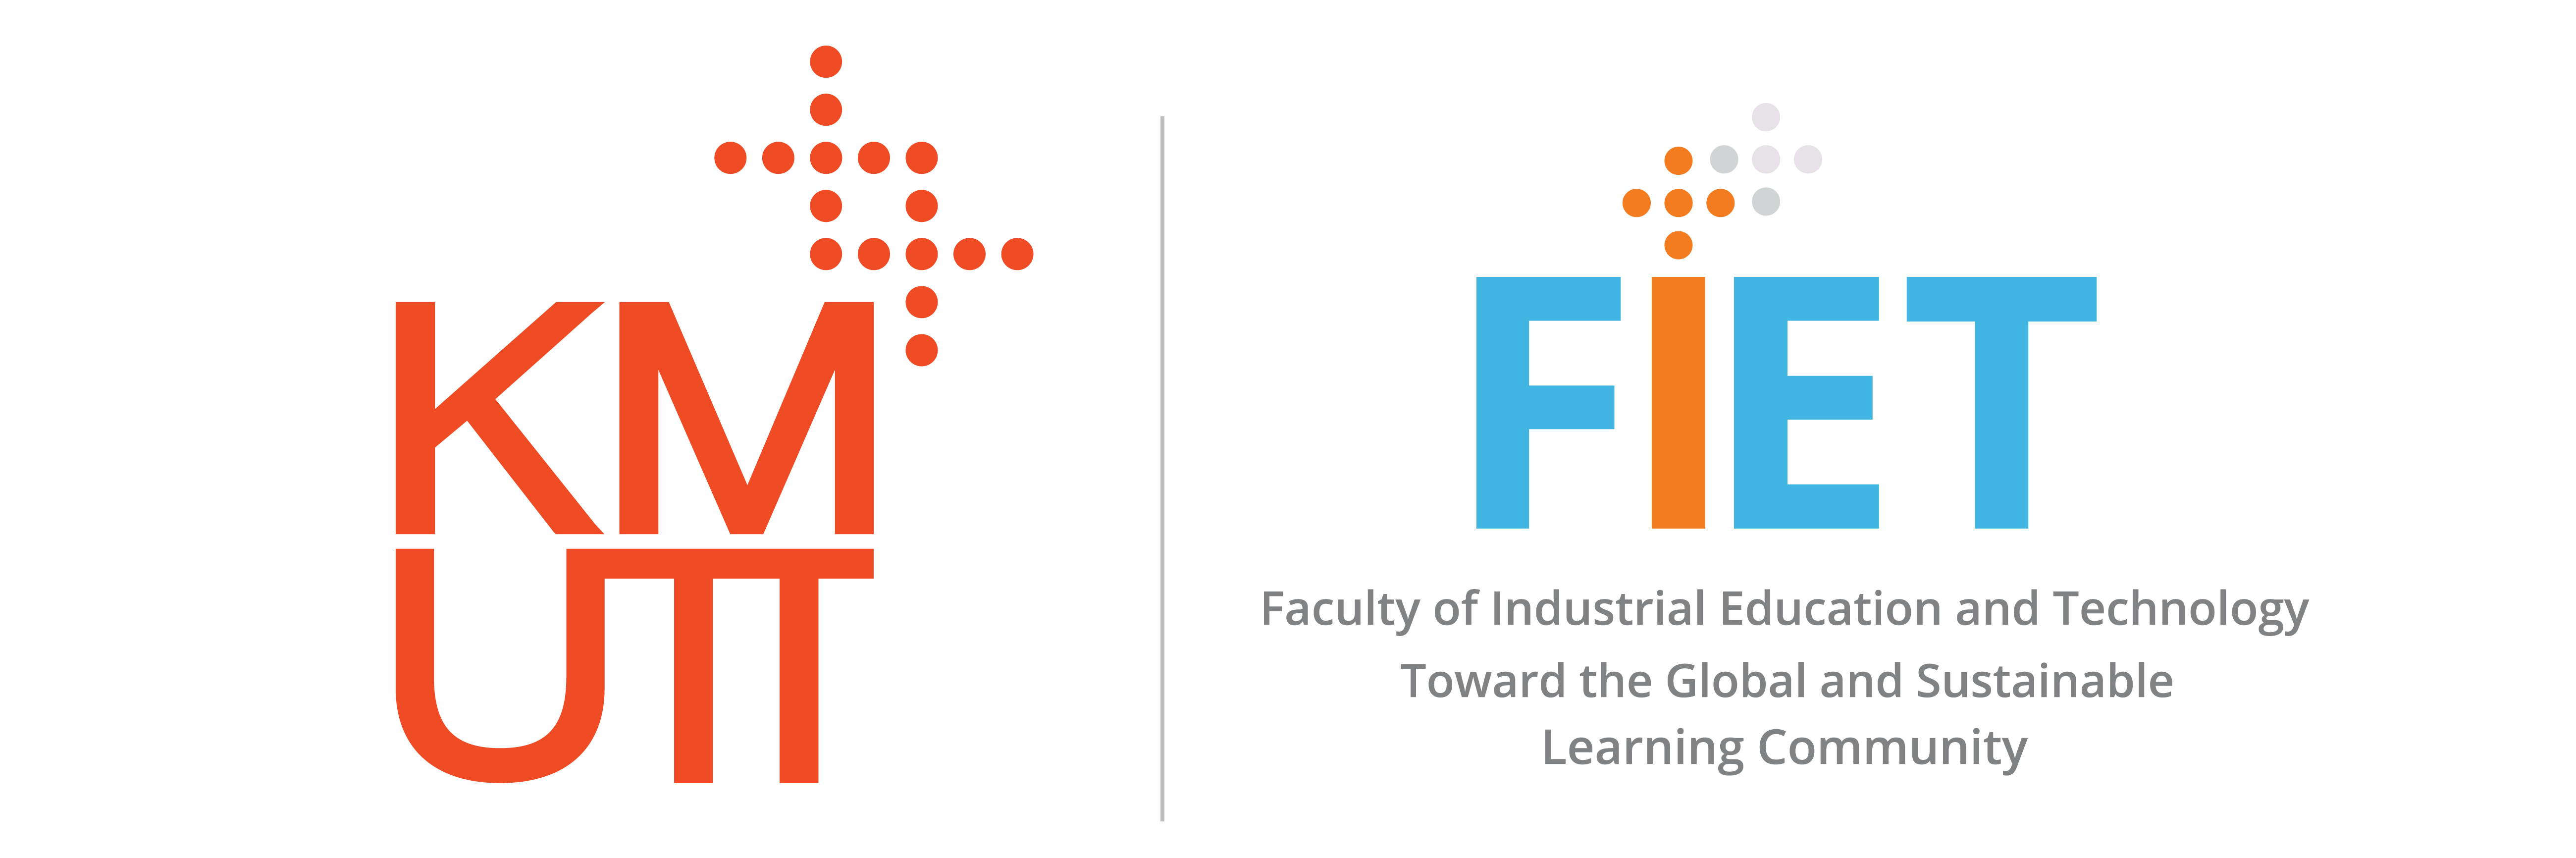 KM
UTT
FIET
Faculty of Industrial Education and Technology
Toward the Global and Sustainable
Learning Community